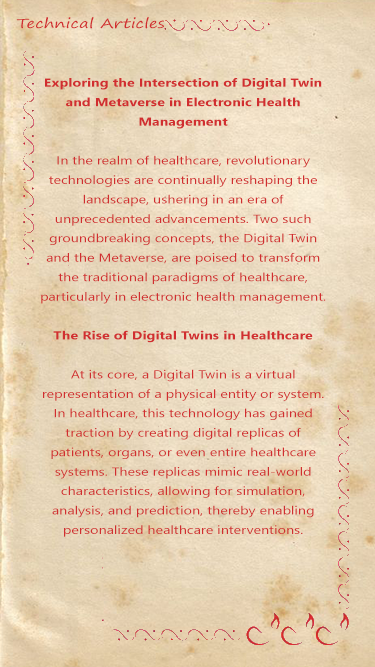 Technical Articles
Exploring the Intersection of Digital Twin
and Metaverse in Electronic Health
Management
In the realm of healthcare, revolutionary
technologies are continually reshaping the
landscape, ushering in an era of
unprecedented advancements. Two such
groundbreaking concepts, the Digital Twin
and the Metaverse, are poised to transform
the traditional paradigms of healthcare,
particularly in electronic health management.
The Rise of Digital Twins in Healthcare
At its core, a Digital Twin is a virtual
representation of a physical entity or system.
In healthcare, this technology has gained
traction by creating digital replicas of
patients, organs, or even entire healthcare
systems. These replicas mimic real-world
characteristics, allowing for simulation,
analysis, and prediction, thereby enabling
personalized healthcare interventions.